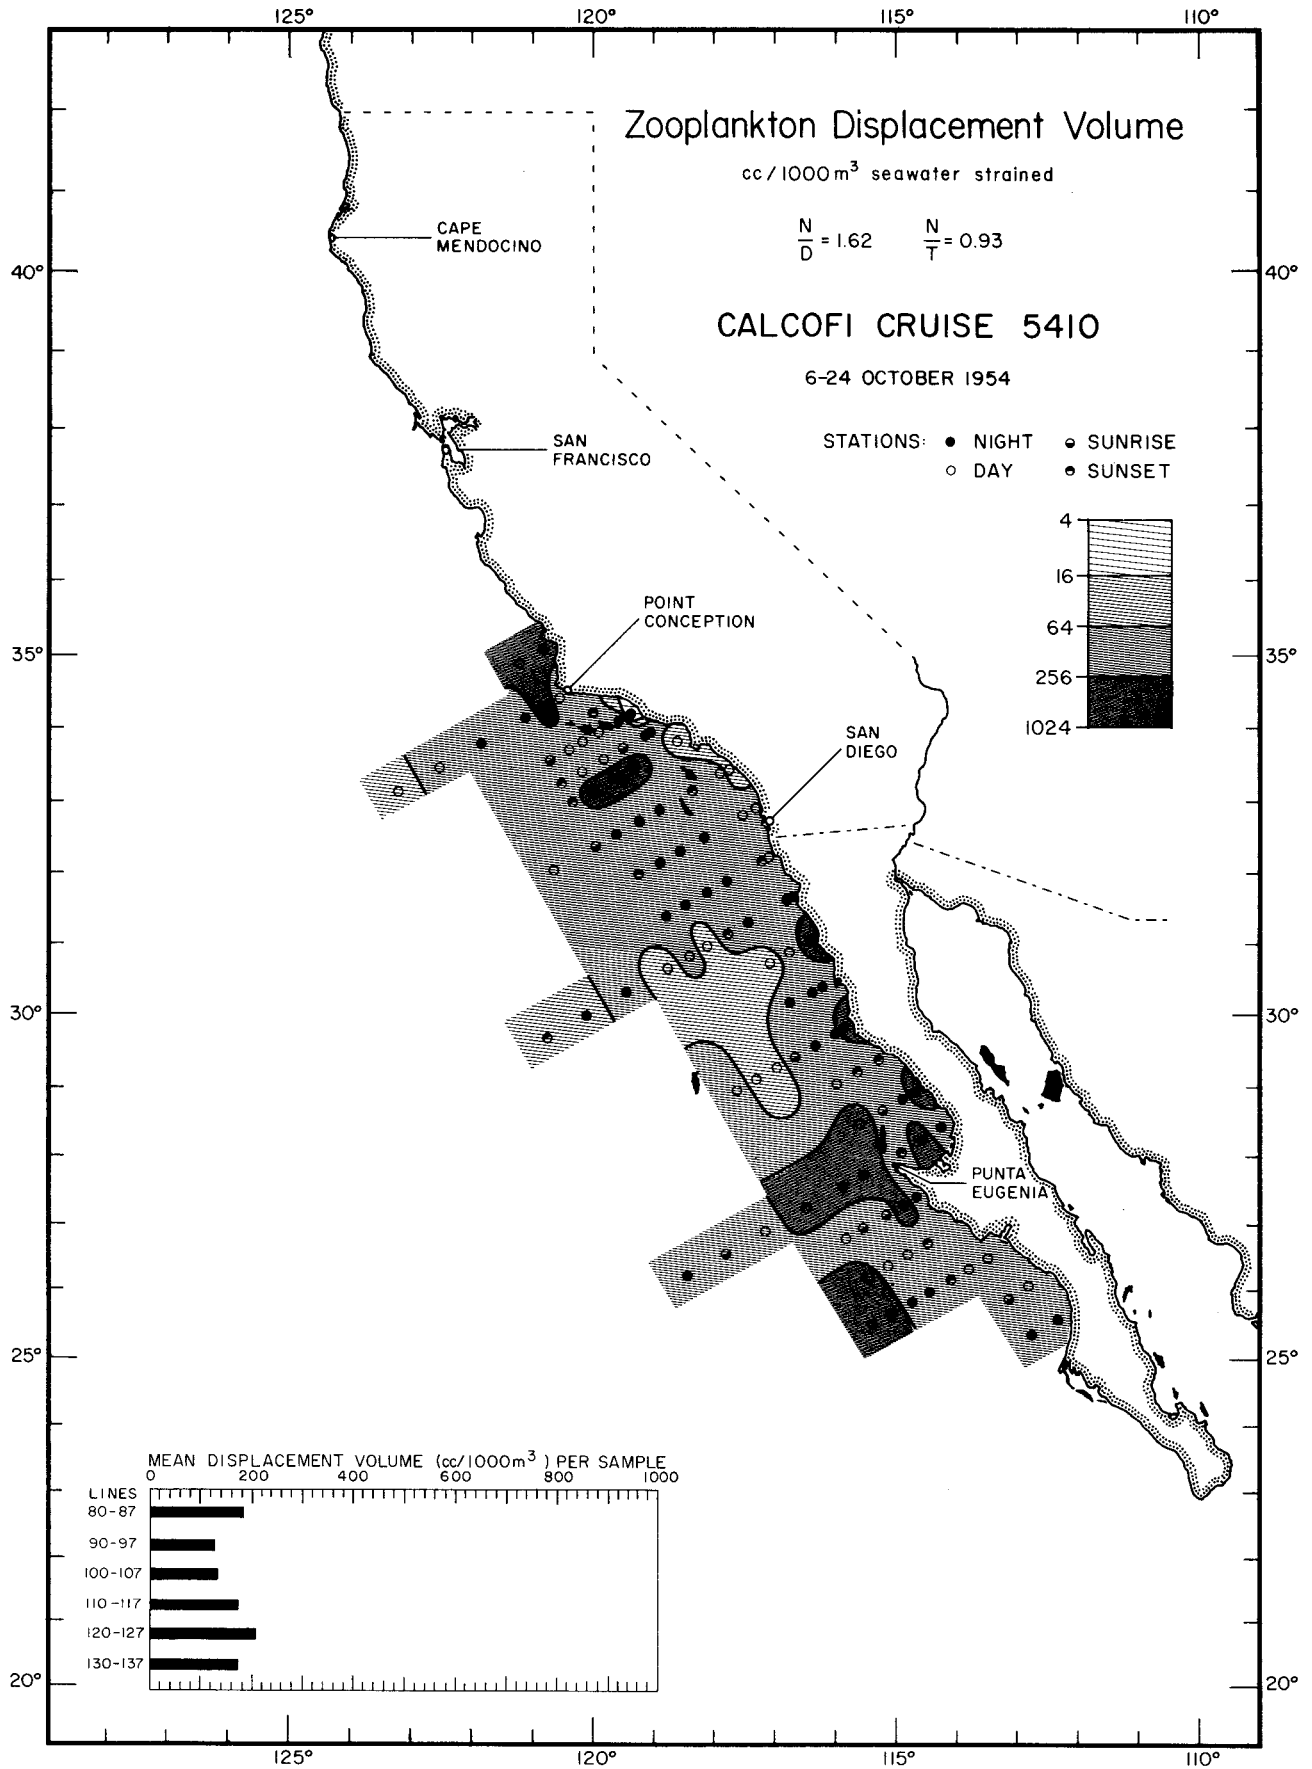 125° 120° 115° 110°
Zooplankton Displacement Volume
cc/1000m³ seawater strained
N/D = 1.62 N/T = 0.93
CAPE
MENDOCINO
40° 40°
CALCOFI CRUISE 5410
6-24 OCTOBER 1954
STATIONS: NIGHT SUNRISE
DAY SUNSET
SAN
FRANCISCO
4
16
64
256
1024
POINT
CONCEPTION
35° 35°
SAN
DIEGO
30° 30°
PUNTA
EUGENIA
25° 25°
MEAN DISPLACEMENT VOLUME (cc/1000m³) PER SAMPLE
0 200 400 600 800 1000
LINES
80-87
90-97
100-107
110-117
120-127
130-137
20° 20°
125° 120° 115° 110°